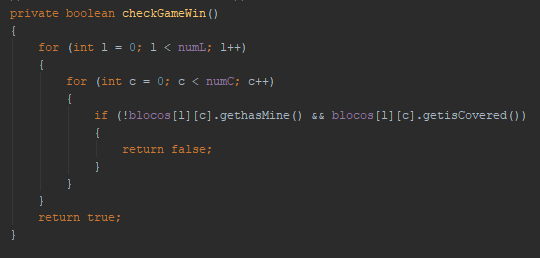 private boolean checkGameWin()
{
for (int l = 0; l < numL; l++)
{
for (int c = 0; c < numC; c++)
{
if (!blocos[l][c].gethasMine() && blocos[l][c].getisCovered())
{
return false;
}
}
}
return true;
}